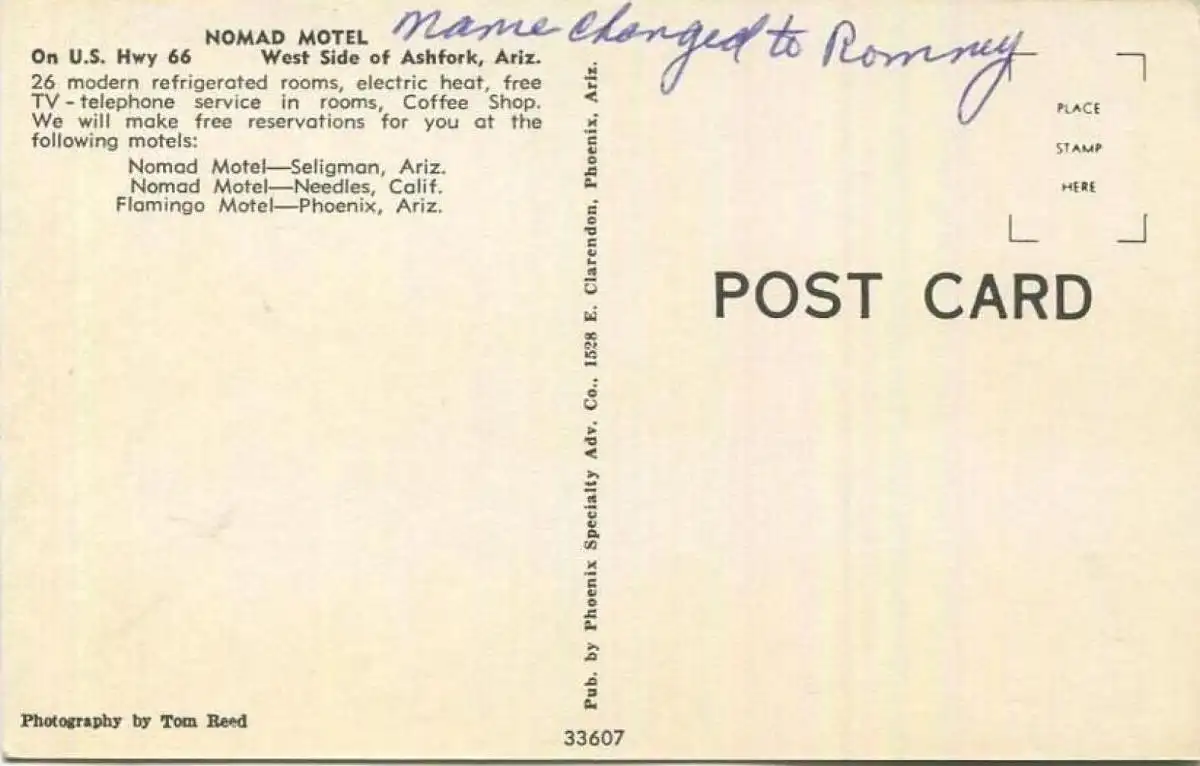 NOMAD MOTEL
On U.S. Hwy 66 West Side of Ashfork, Ariz.
26 modern refrigerated rooms, electric heat, free
TV - telephone service in rooms, Coffee Shop.
We will make free reservations for you at the
following motels:
Nomad Motel—Seligman, Ariz.
Nomad Motel—Needles, Calif.
Flamingo Motel—Phoenix, Ariz.
Photography by Tom Reed
Pub. by Phoenix Specialty Adv. Co., 1528 E. Clarendon, Phoenix, Ariz.
33607
Name changed to Romney
PLACE
STAMP
HERE
POST CARD